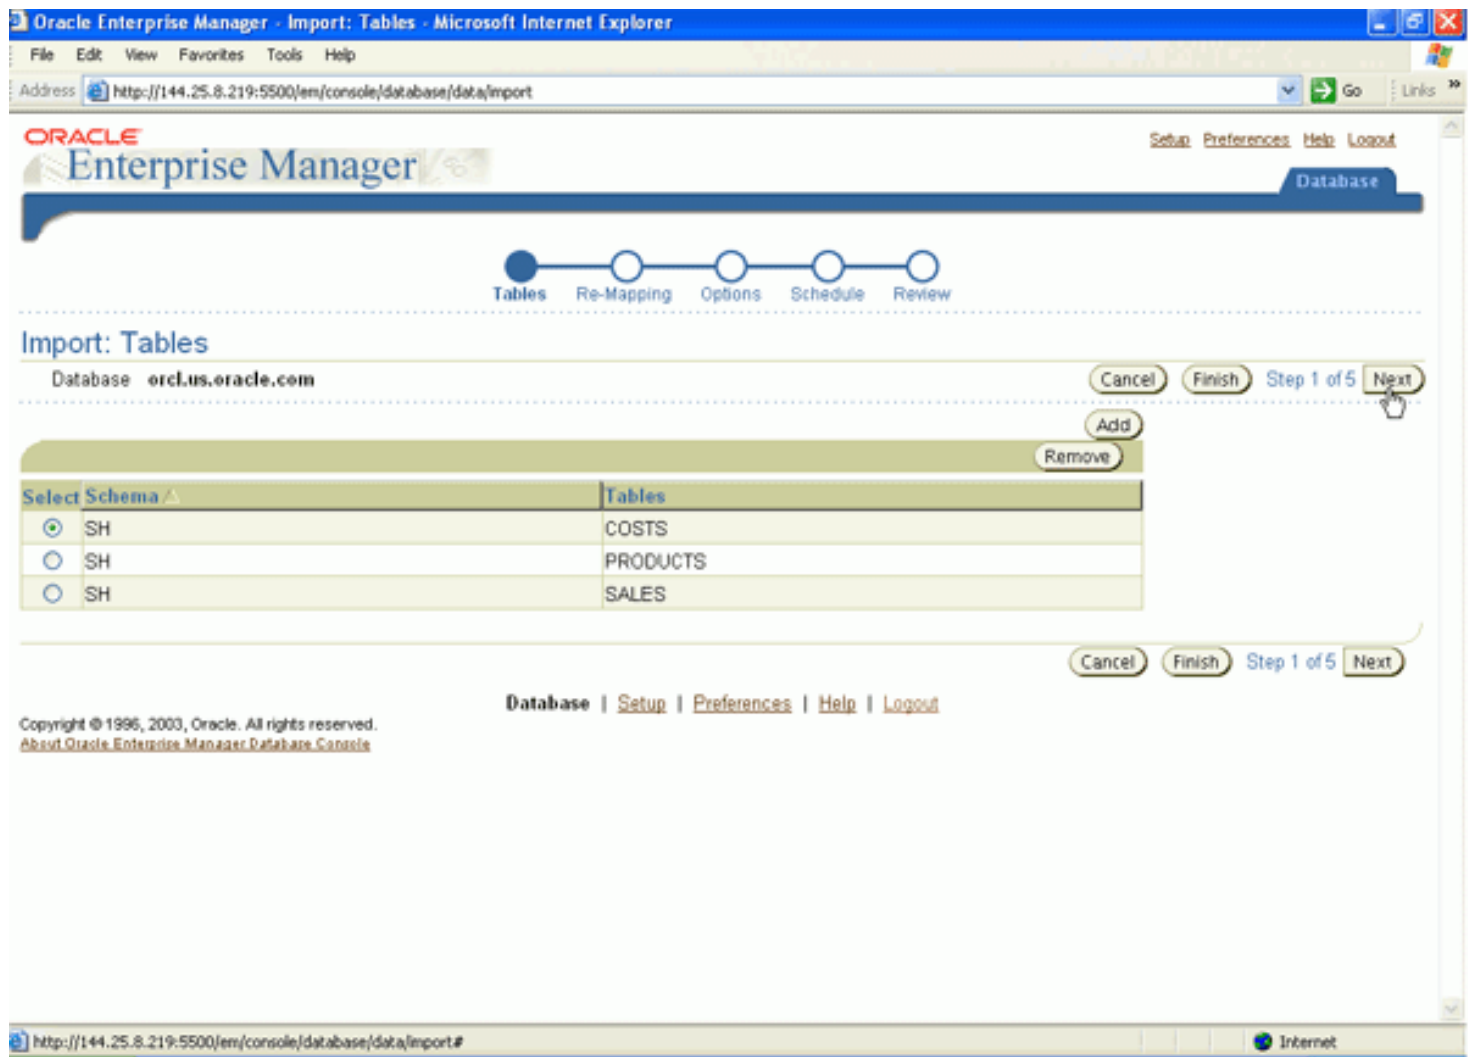 Oracle Enterprise Manager - Import: Tables - Microsoft Internet Explorer
File Edit View Favorites Tools Help
Address http://144.25.8.219:5500/em/console/database/data/import Go Links »
ORACLE
Enterprise Manager
Setup Preferences Help Logout
Database
Tables Re-Mapping Options Schedule Review
Import: Tables
Database orcl.us.oracle.com Cancel Finish Step 1 of 5 Next
Add
Remove
Select Schema Tables
SH COSTS
SH PRODUCTS
SH SALES
Cancel Finish Step 1 of 5 Next
Database | Setup | Preferences | Help | Logout
Copyright © 1996, 2003, Oracle. All rights reserved.
About Oracle Enterprise Manager Database Console
http://144.25.8.219:5500/em/console/database/data/import# Internet